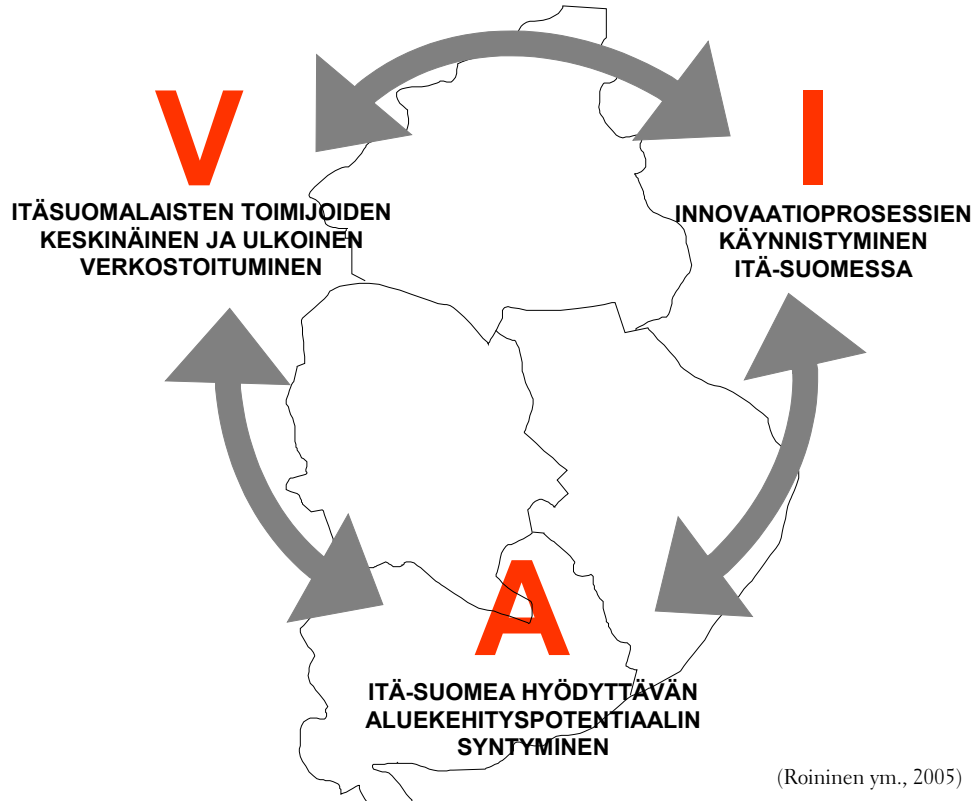 V
ITÄSUOMALAISTEN TOIMIJOIDEN
KESKINÄINEN JA ULKOINEN
VERKOSTOITUMINEN
I
INNOVAATIOPROSESSIEN
KÄYNNISTYMINEN
ITÄ-SUOMESSA
A
ITÄ-SUOMEA HYÖDYTTÄVÄN
ALUEKEHITYSPOTENTIAALIN
SYNTYMINEN
(Roininen ym., 2005)